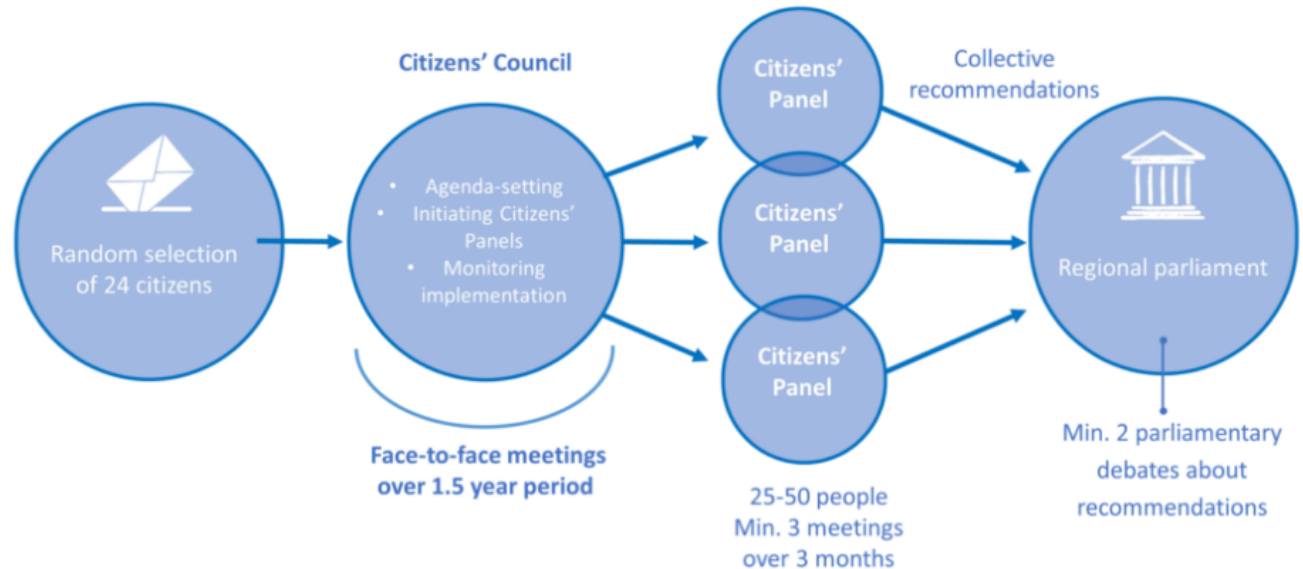 Random selection
of 24 citizens
Citizens' Council
• Agenda-setting
• Initiating Citizens'
Panels
• Monitoring
implementation
Face-to-face meetings
over 1.5 year period
Citizens'
Panel
Citizens'
Panel
Citizens'
Panel
25-50 people
Min. 3 meetings
over 3 months
Collective
recommendations
Regional parliament
Min. 2 parliamentary
debates about
recommendations